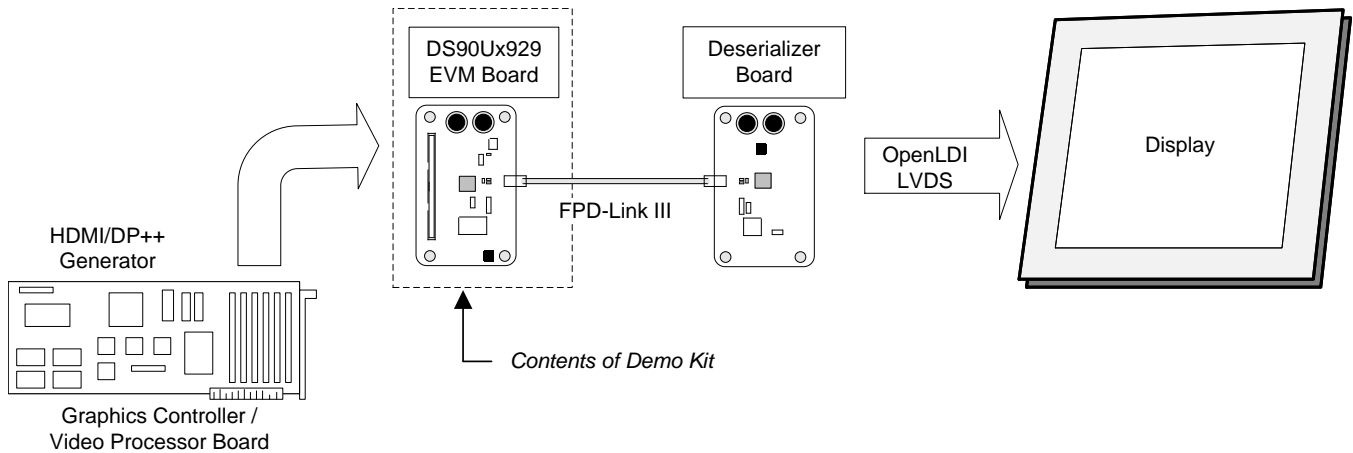 DS90Ux929
EVM Board
Deserializer
Board
OpenLDI
LVDS
Display
FPD-Link III
HDMI/DP++
Generator
Contents of Demo Kit
Graphics Controller /
Video Processor Board